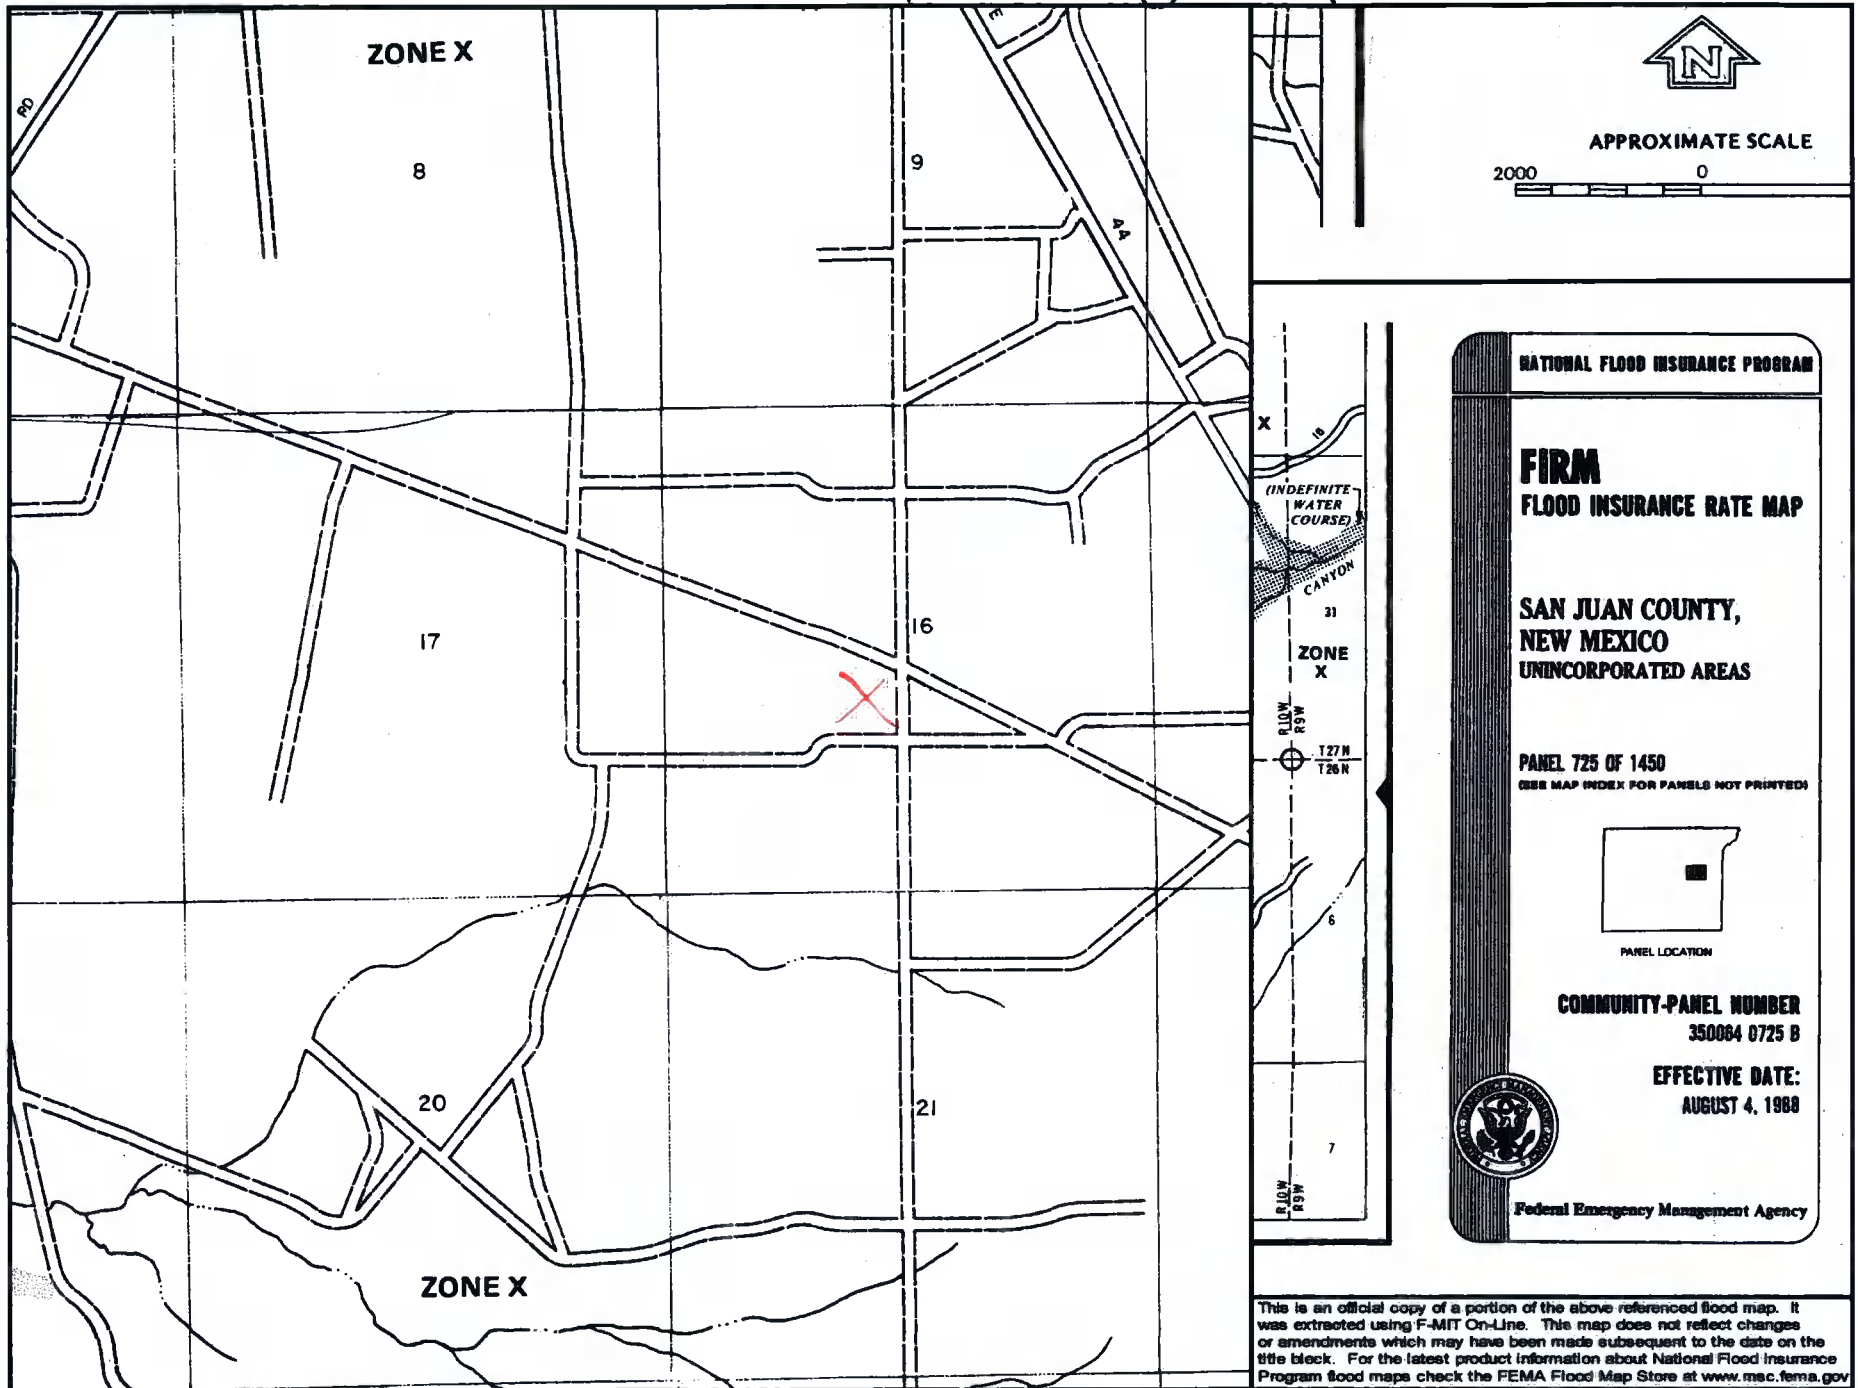 ZONE X
RD
8
9
E
44
17
16
20
21
ZONE X
N
APPROXIMATE SCALE
2000 0
X
18
(INDEFINITE
WATER
COURSE)
CANYON
31
ZONE
X
R10W
R9W
T27N
T26N
6
7
R10W
R9W
NATIONAL FLOOD INSURANCE PROGRAM
FIRM
FLOOD INSURANCE RATE MAP
SAN JUAN COUNTY,
NEW MEXICO
UNINCORPORATED AREAS
PANEL 725 OF 1450
(SEE MAP INDEX FOR PANELS NOT PRINTED)
PANEL LOCATION
COMMUNITY-PANEL NUMBER
350064 0725 B
EFFECTIVE DATE:
AUGUST 4, 1988
Federal Emergency Management Agency
This is an official copy of a portion of the above referenced flood map. It
was extracted using F-MIT On-Line. This map does not reflect changes
or amendments which may have been made subsequent to the date on the
title block. For the latest product information about National Flood Insurance
Program flood maps check the FEMA Flood Map Store at www.msc.fema.gov